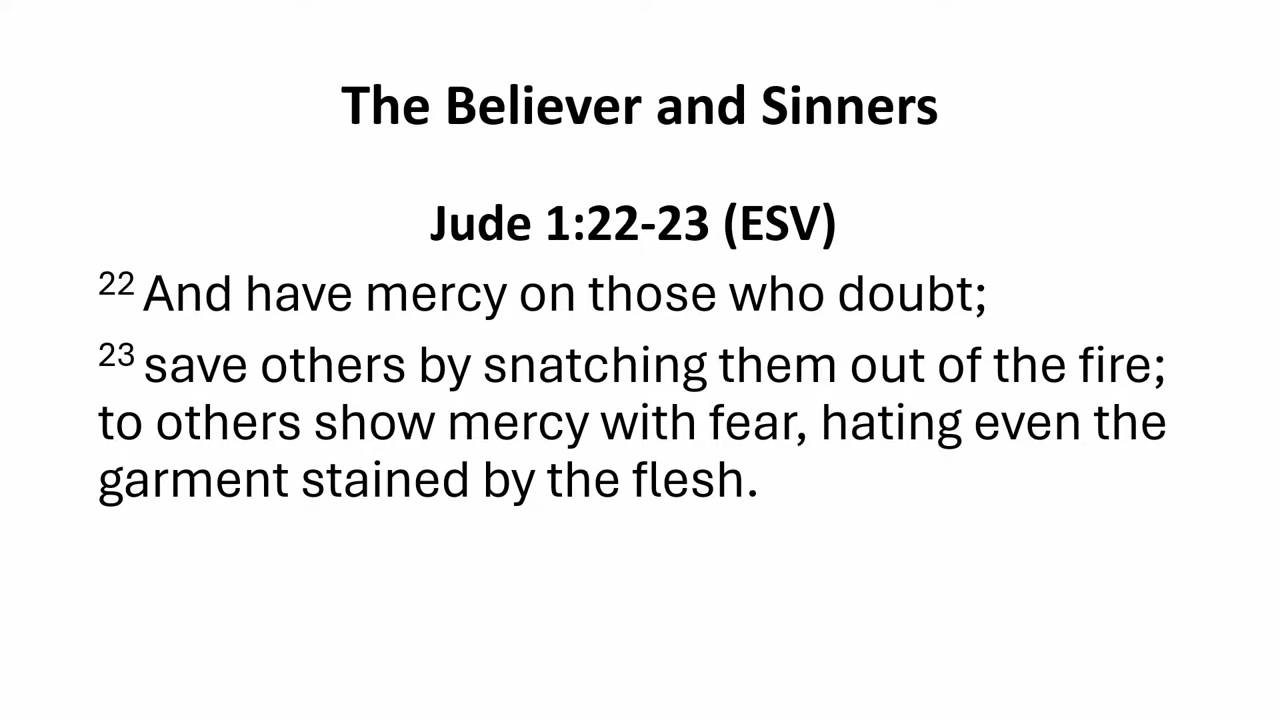 The Believer and Sinners
Jude 1:22-23 (ESV)
22 And have mercy on those who doubt;
23 save others by snatching them out of the fire;
to others show mercy with fear, hating even the
garment stained by the flesh.